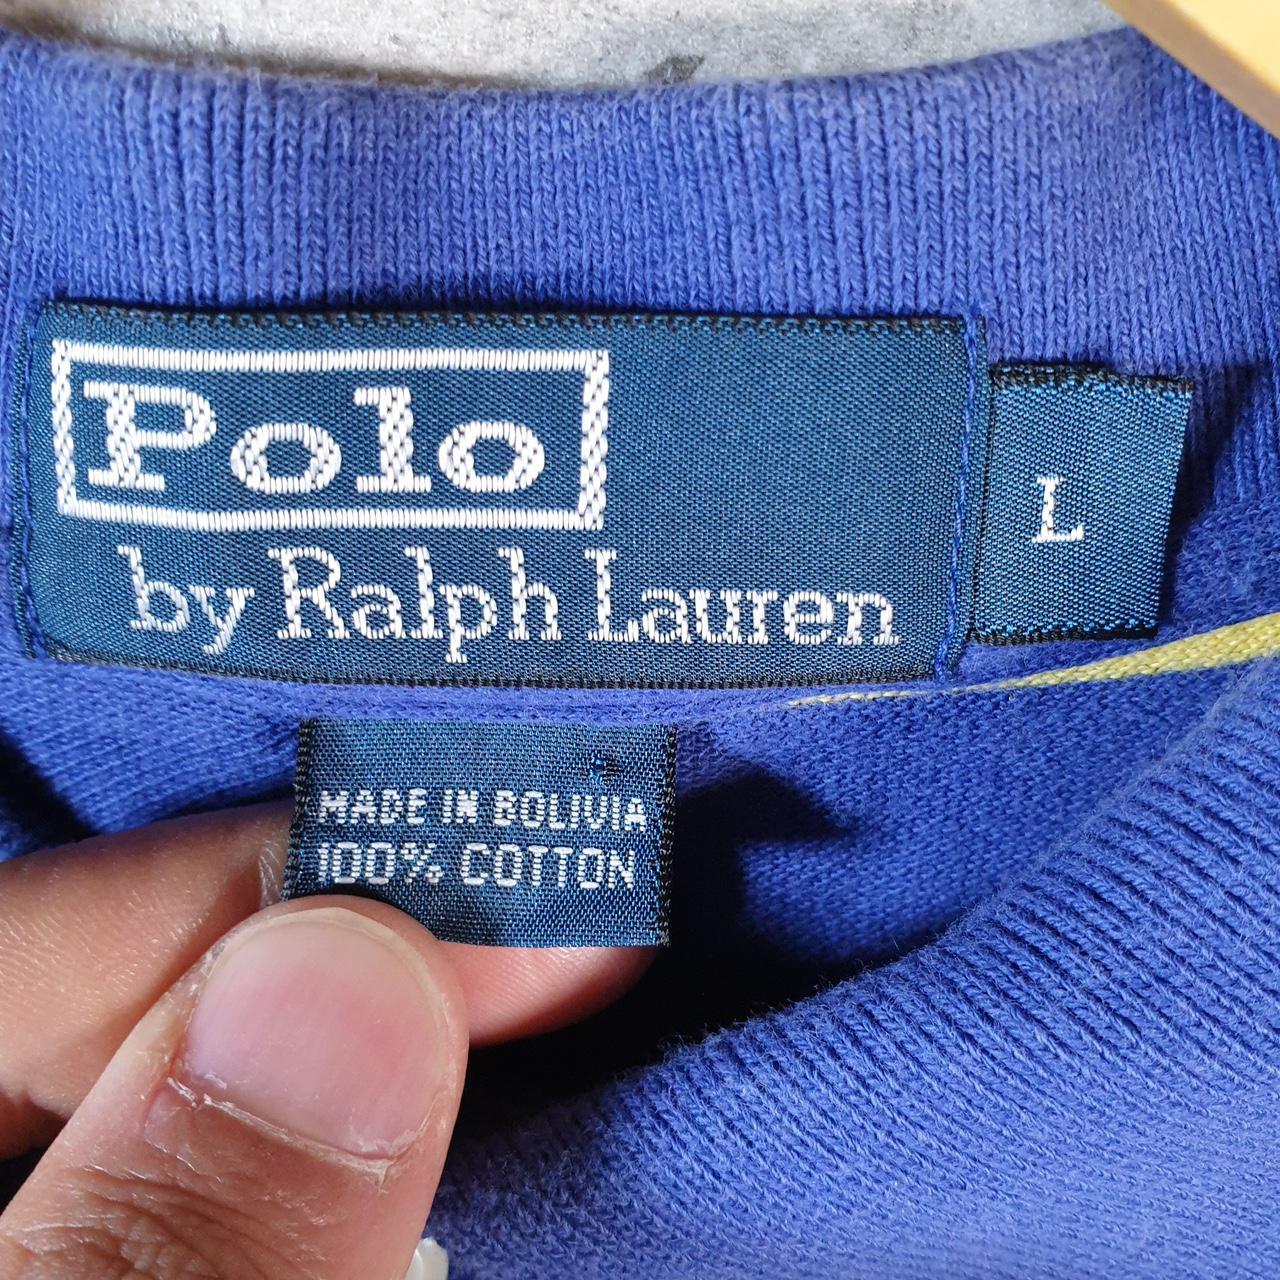 Polo
by Ralph Lauren
L
MADE IN BOLIVIA
100% COTTON